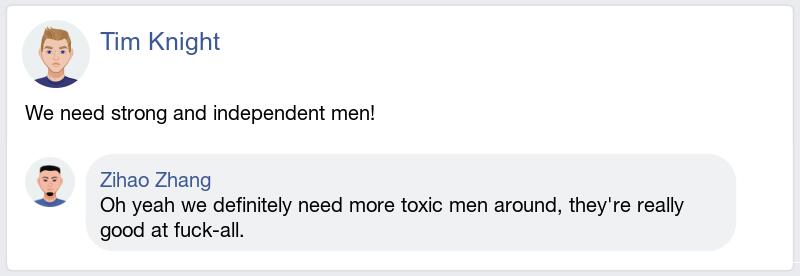 Tim Knight
We need strong and independent men!
Zihao Zhang
Oh yeah we definitely need more toxic men around, they're really
good at fuck-all.